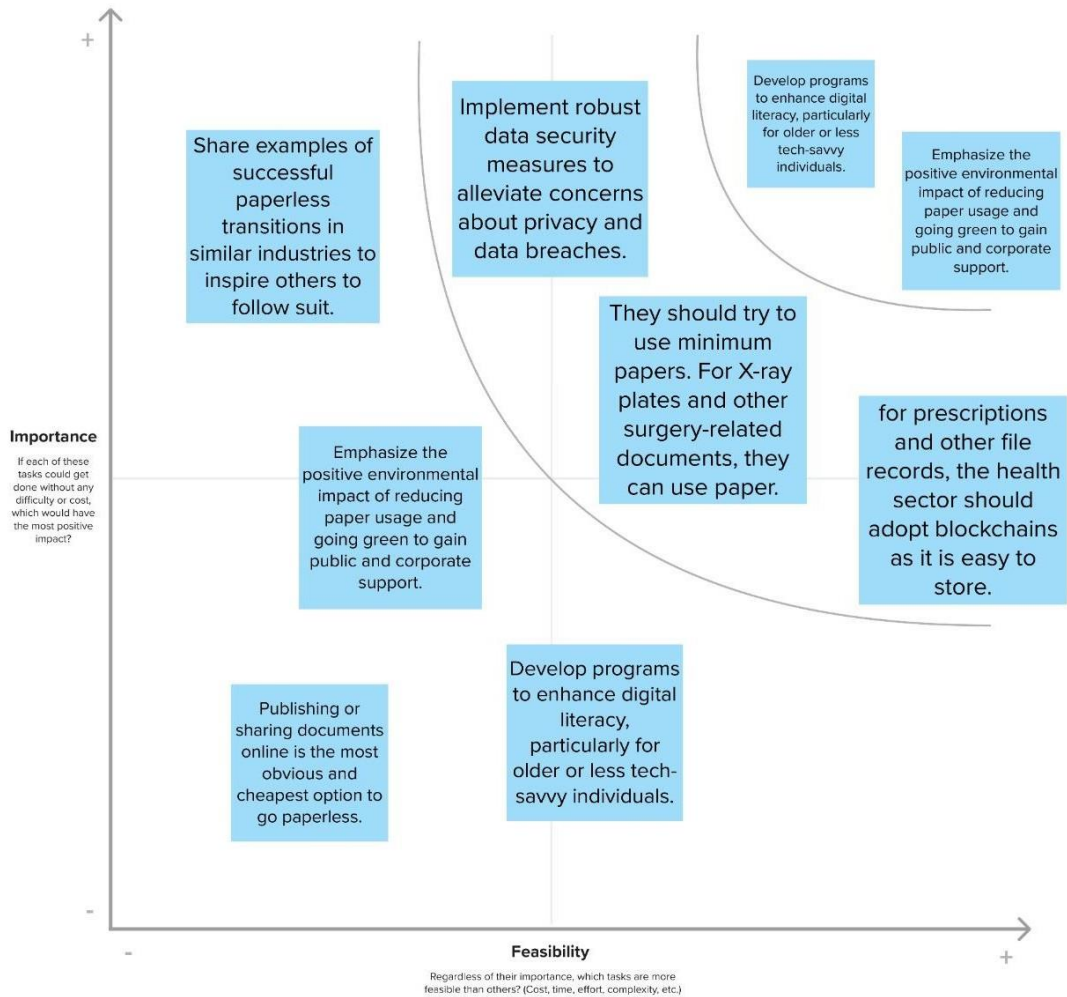 +
Develop programs
to enhance digital
literacy, particularly
for older or less
tech-savvy
individuals.
Implement robust
data security
measures to
alleviate concerns
about privacy and
data breaches.
Share examples of
successful
paperless
transitions in
similar industries to
inspire others to
follow suit.
Emphasize the
positive environmental
impact of reducing
paper usage and
going green to gain
public and corporate
support.
They should try to
use minimum
papers. For X-ray
plates and other
surgery-related
documents, they
can use paper.
for prescriptions
and other file
records, the health
sector should
adopt blockchains
as it is easy to
store.
Importance
If each of these
tasks could get
done without any
difficulty or cost,
which would have
the most positive
impact?
Emphasize the
positive environmental
impact of reducing
paper usage and
going green to gain
public and corporate
support.
Develop programs
to enhance digital
literacy,
particularly for
older or less tech-
savvy individuals.
Publishing or
sharing documents
online is the most
obvious and
cheapest option to
go paperless.
-
-
Feasibility
+
Regardless of their importance, which tasks are more
feasible than others? (Cost, time, effort, complexity, etc.)